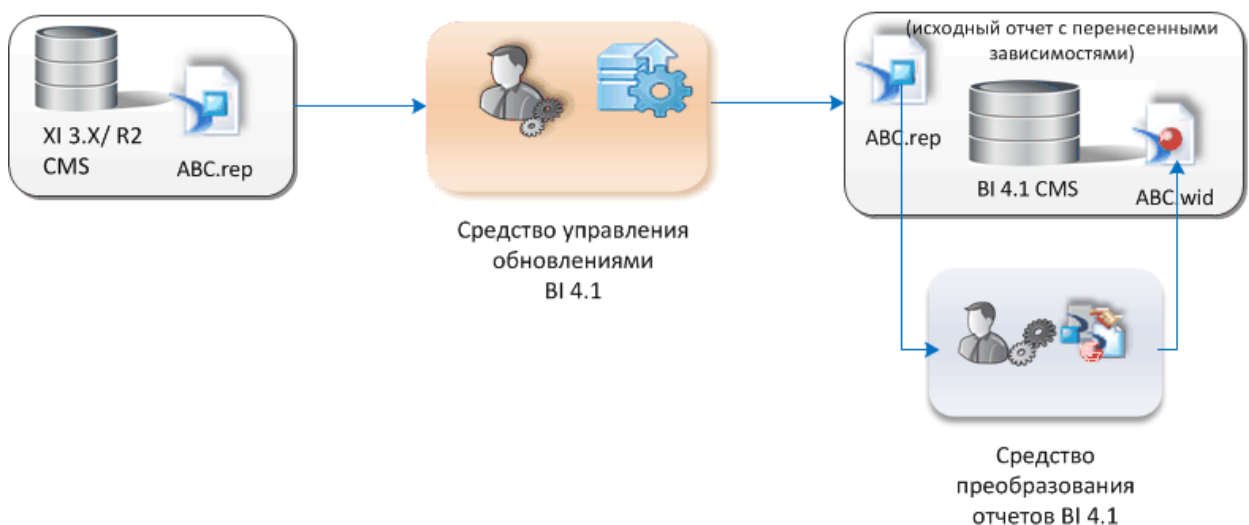 XI 3.X/ R2
CMS
ABC.rep
Средство управления
обновлениями
BI 4.1
(исходный отчет с перенесенными
зависимостями)
ABC.rep
BI 4.1 CMS
ABC.wid
Средство
преобразования
отчетов BI 4.1